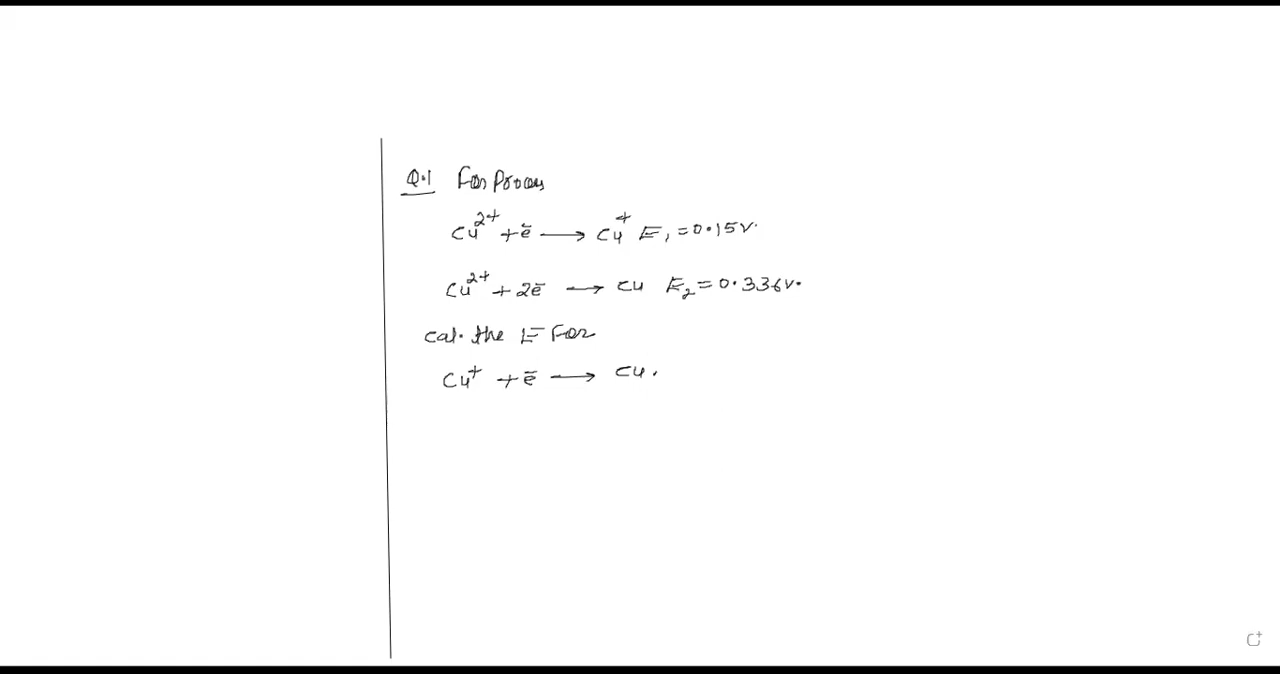 Q.1 For Process
Cu²⁺ + e⁻ ⟶ Cu⁺ E₁ = 0.15V.
Cu²⁺ + 2e⁻ ⟶ Cu E₂ = 0.336V.
Cal. the E For
Cu⁺ + e⁻ ⟶ Cu.